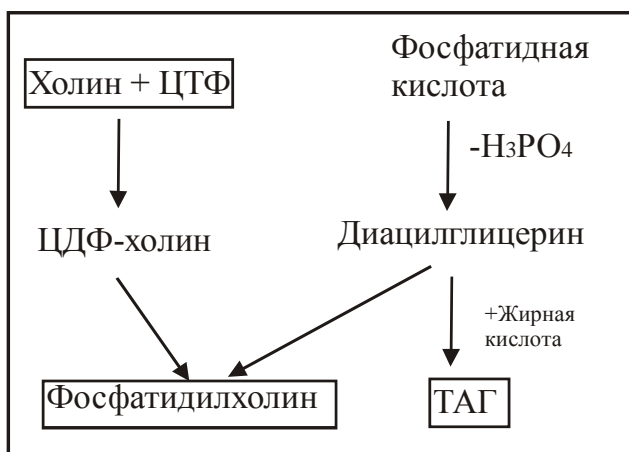 Холин + ЦТФ
Фосфатидная
кислота
-H3PO4
ЦДФ-холин
Диацилглицерин
+Жирная
кислота
Фосфатидилхолин
ТАГ